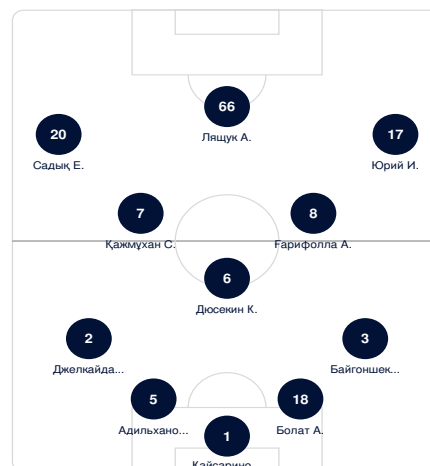 66
Лящук А.
20
Садық Е.
17
Юрий И.
7
Қажмұхан С.
8
Ғарифолла А.
6
Дюсекин К.
2
Джелкайда...
3
Байгоншек...
5
Адильхано...
18
Болат А.
1
Кайсарино...